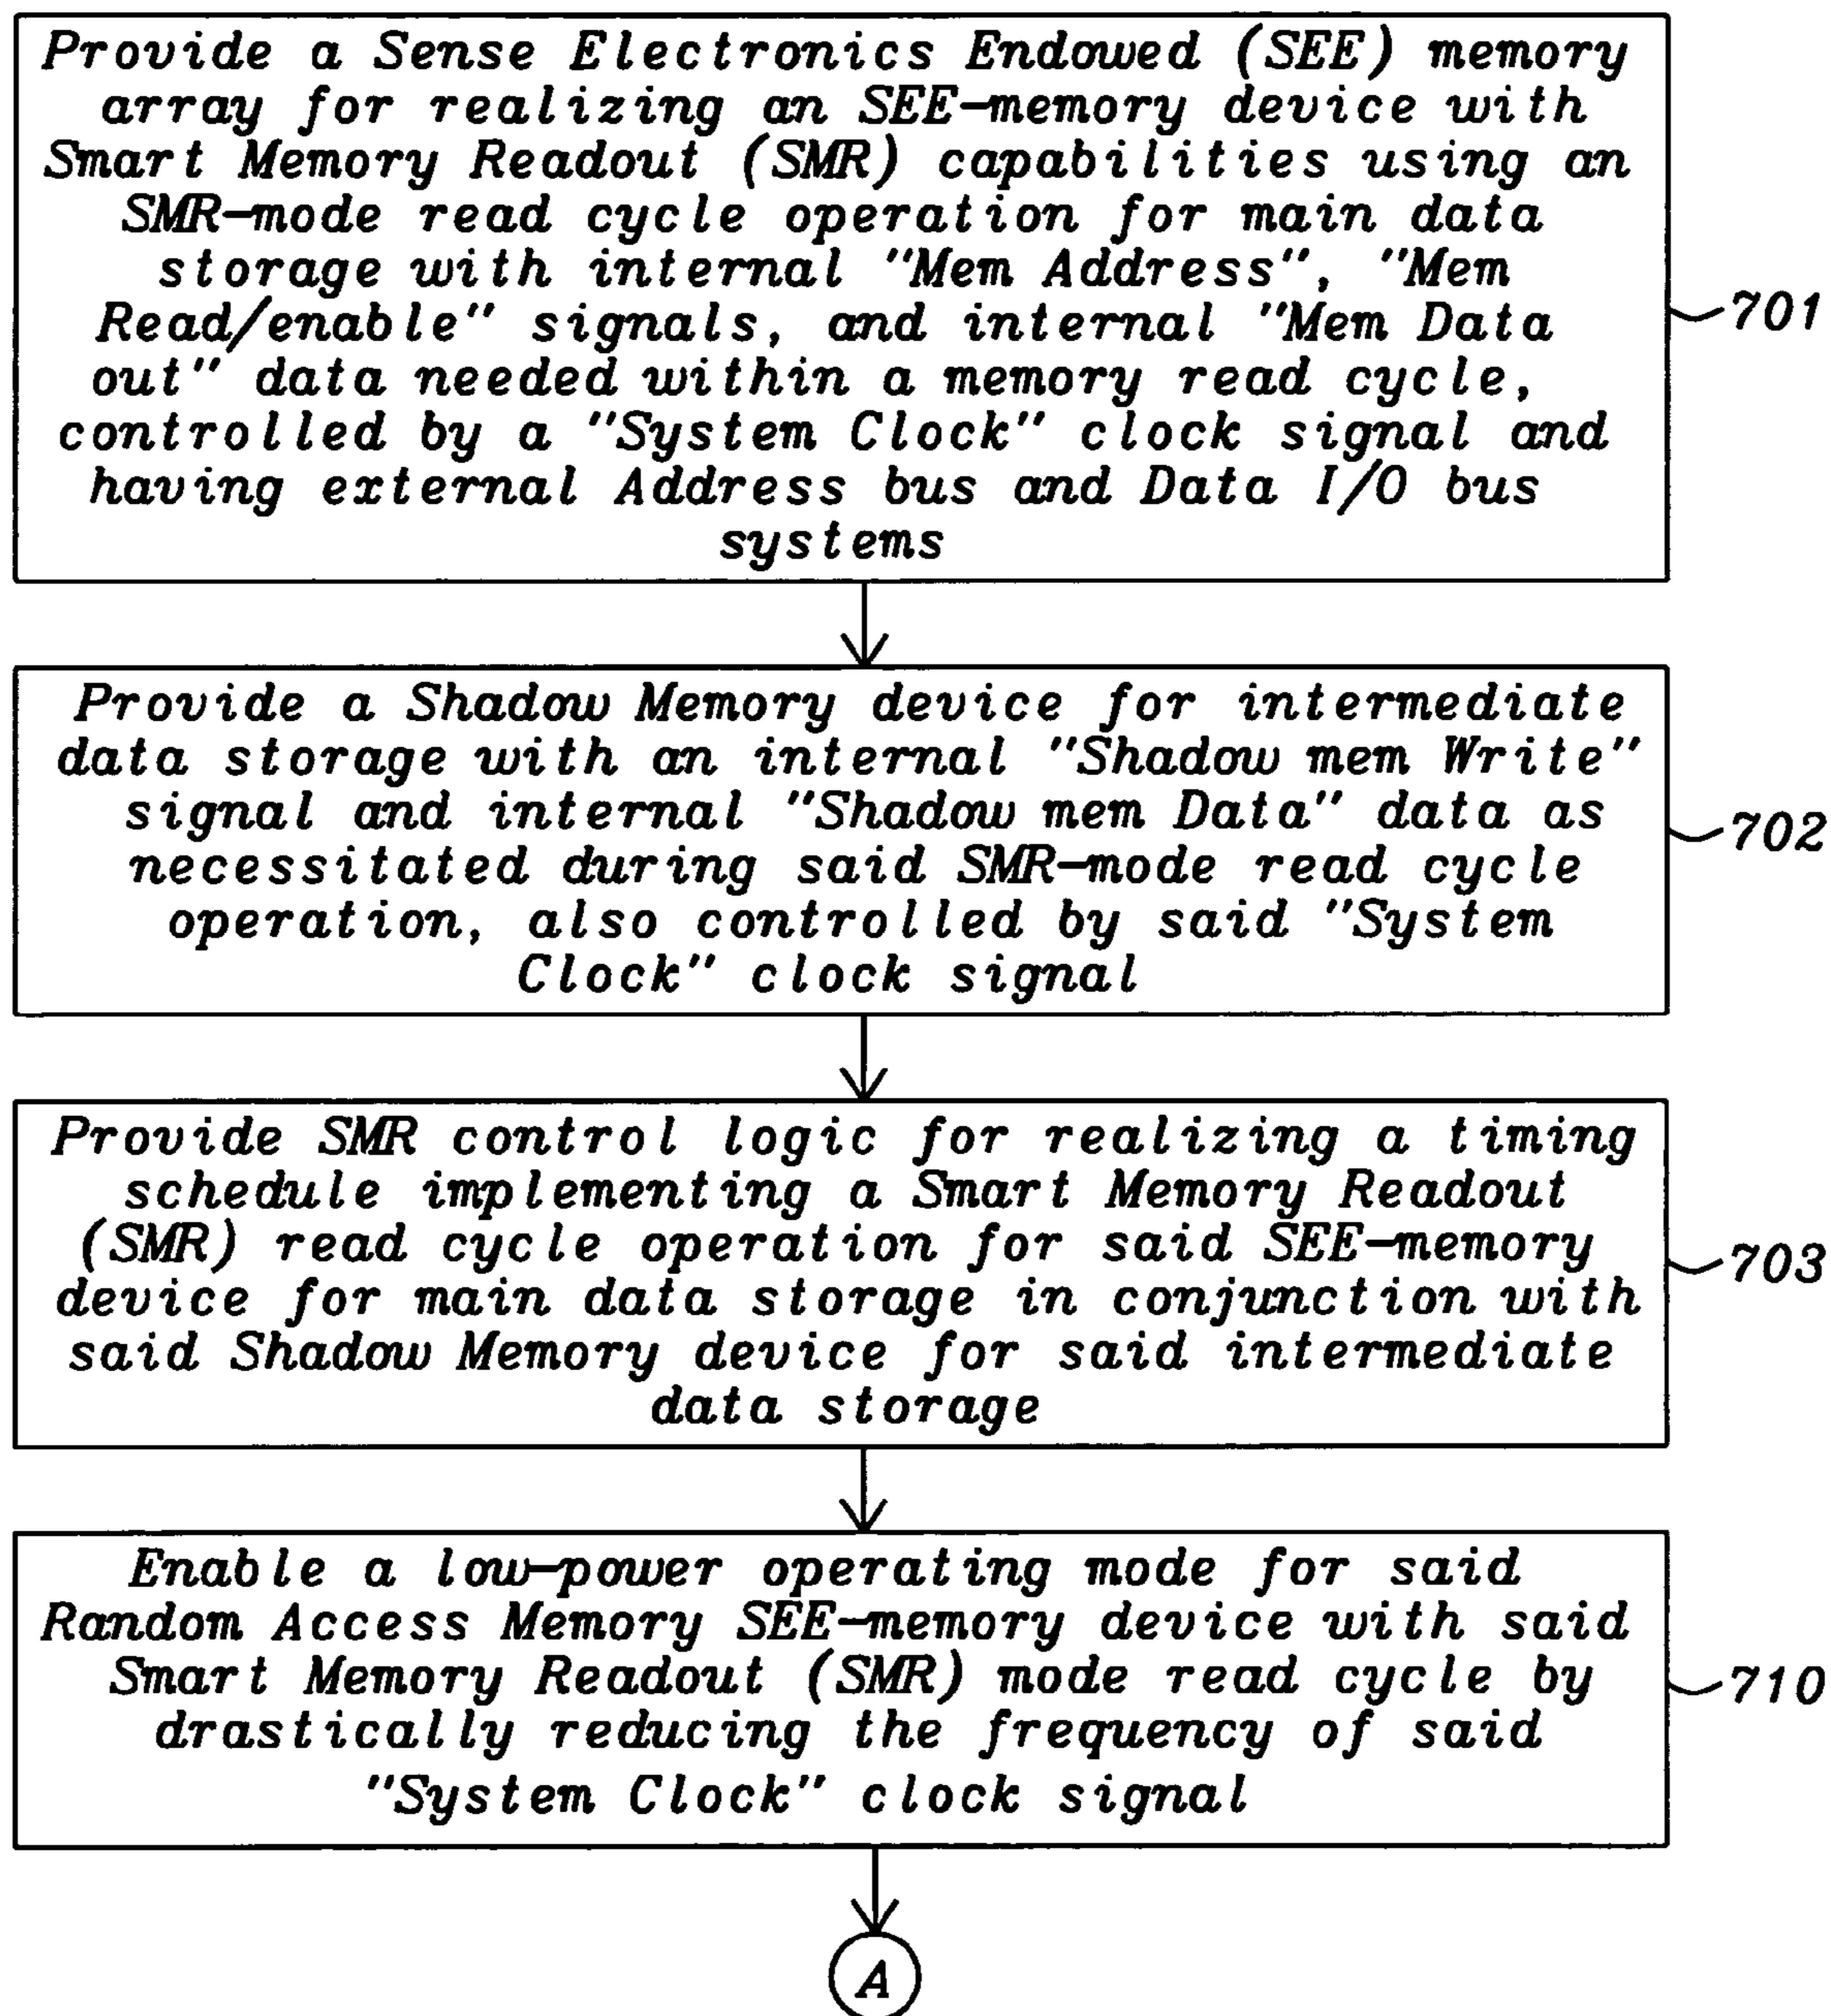 Provide a Sense Electronics Endowed (SEE) memory
array for realizing an SEE-memory device with
Smart Memory Readout (SMR) capabilities using an
SMR-mode read cycle operation for main data
storage with internal "Mem Address", "Mem
Read/enable" signals, and internal "Mem Data
out" data needed within a memory read cycle,
controlled by a "System Clock" clock signal and
having external Address bus and Data I/O bus
systems
701
Provide a Shadow Memory device for intermediate
data storage with an internal "Shadow mem Write"
signal and internal "Shadow mem Data" data as
necessitated during said SMR-mode read cycle
operation, also controlled by said "System
Clock" clock signal
702
Provide SMR control logic for realizing a timing
schedule implementing a Smart Memory Readout
(SMR) read cycle operation for said SEE-memory
device for main data storage in conjunction with
said Shadow Memory device for said intermediate
data storage
703
Enable a low-power operating mode for said
Random Access Memory SEE-memory device with said
Smart Memory Readout (SMR) mode read cycle by
drastically reducing the frequency of said
"System Clock" clock signal
710
A